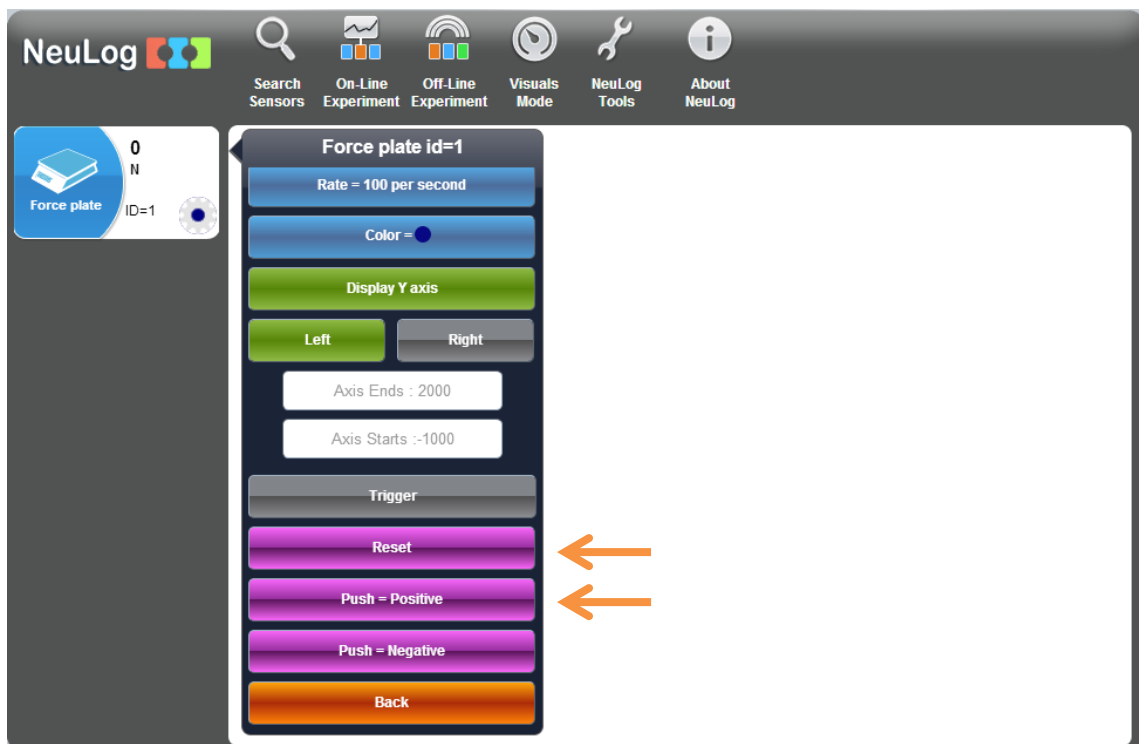 NeuLog
Search
Sensors
On-Line
Experiment
Off-Line
Experiment
Visuals
Mode
NeuLog
Tools
About
NeuLog
0
N
Force plate
ID=1
Force plate id=1
Rate = 100 per second
Color =
Display Y axis
Left
Right
Axis Ends : 2000
Axis Starts :-1000
Trigger
Reset
Push = Positive
Push = Negative
Back